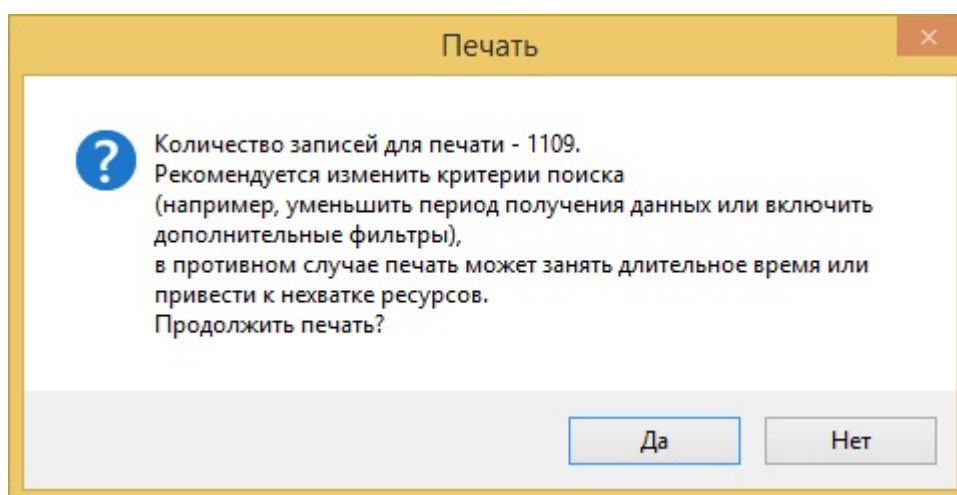 Печать
Количество записей для печати - 1109.
Рекомендуется изменить критерии поиска
(например, уменьшить период получения данных или включить
дополнительные фильтры),
в противном случае печать может занять длительное время или
привести к нехватке ресурсов.
Продолжить печать?
Да
Нет